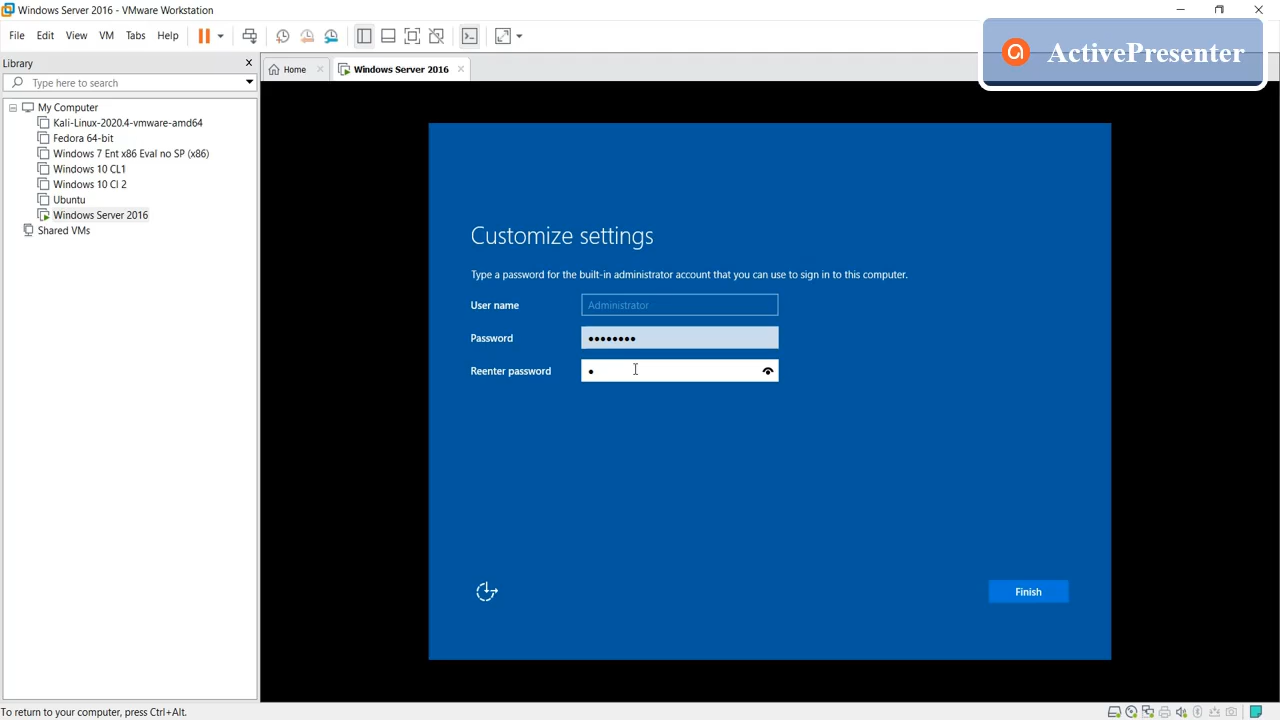 Windows Server 2016 - VMware Workstation
File Edit View VM Tabs Help
ActivePresenter
Library
Type here to search
Home
Windows Server 2016
My Computer
Kali-Linux-2020.4-vmware-amd64
Fedora 64-bit
Windows 7 Ent x86 Eval no SP (x86)
Windows 10 CL1
Windows 10 Cl 2
Ubuntu
Windows Server 2016
Shared VMs
Customize settings
Type a password for the built-in administrator account that you can use to sign in to this computer.
User name
Administrator
Password
Reenter password
Finish
To return to your computer, press Ctrl+Alt.